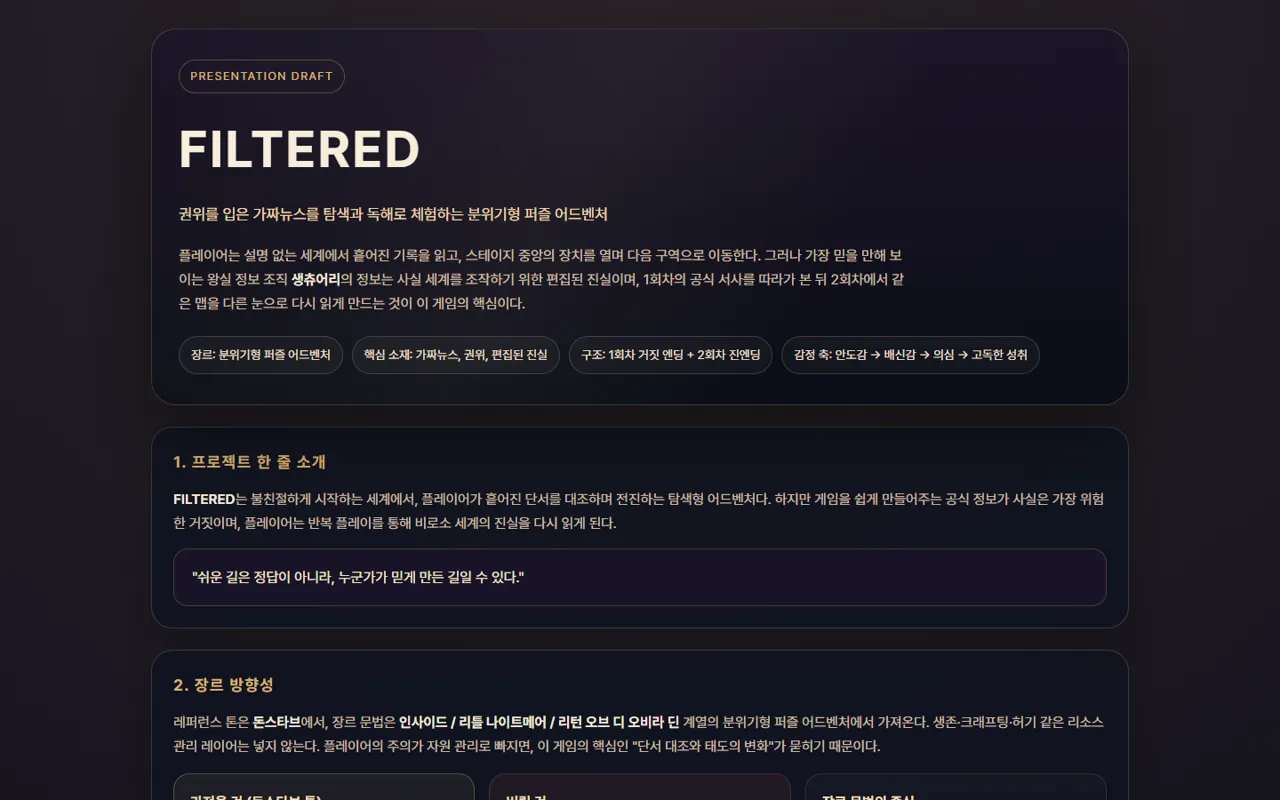 PRESENTATION DRAFT
FILTERED
권위를 입은 가짜뉴스를 탐색과 독해로 체험하는 분위기형 퍼즐 어드벤처
플레이어는 설명 없는 세계에서 흩어진 기록을 읽고, 스테이지 중앙의 장치를 열며 다음 구역으로 이동한다. 그러나 가장 믿을 만해 보
이는 왕실 정보 조직 생츄어리의 정보는 사실 세계를 조작하기 위한 편집된 진실이며, 1회차의 공식 서사를 따라가 본 뒤 2회차에서 같
은 맵을 다른 눈으로 다시 읽게 만드는 것이 이 게임의 핵심이다.
장르: 분위기형 퍼즐 어드벤처
핵심 소재: 가짜뉴스, 권위, 편집된 진실
구조: 1회차 거짓 엔딩 + 2회차 진엔딩
감정 축: 안도감 → 배신감 → 의심 → 고독한 성취
1. 프로젝트 한 줄 소개
FILTERED는 불친절하게 시작하는 세계에서, 플레이어가 흩어진 단서를 대조하며 전진하는 탐색형 어드벤처다. 하지만 게임을 쉽게 만들어주는 공식 정보가 사실은 가장 위험
한 거짓이며, 플레이어는 반복 플레이를 통해 비로소 세계의 진실을 다시 읽게 된다.
"쉬운 길은 정답이 아니라, 누군가가 믿게 만든 길일 수 있다."
2. 장르 방향성
레퍼런스 톤은 돈스타브에서, 장르 문법은 인사이드 / 리틀 나이트메어 / 리턴 오브 디 오비라 딘 계열의 분위기형 퍼즐 어드벤처에서 가져온다. 생존·크래프팅·허기 같은 리소스
관리 레이어는 넣지 않는다. 플레이어의 주의가 자원 관리로 빠지면, 이 게임의 핵심인 "단서 대조와 태도의 변화"가 묻히기 때문이다.